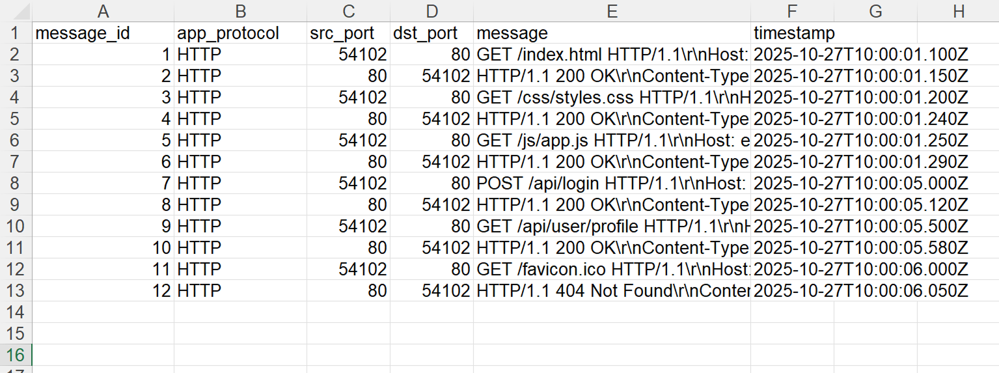 A B C D E F G H
1 message_id app_protocol src_port dst_port message timestamp
2 1 HTTP 54102 80 GET /index.html HTTP/1.1\r\nHost: 2025-10-27T10:00:01.100Z
3 2 HTTP 80 54102 HTTP/1.1 200 OK\r\nContent-Type 2025-10-27T10:00:01.150Z
4 3 HTTP 54102 80 GET /css/styles.css HTTP/1.1\r\nH 2025-10-27T10:00:01.200Z
5 4 HTTP 80 54102 HTTP/1.1 200 OK\r\nContent-Type 2025-10-27T10:00:01.240Z
6 5 HTTP 54102 80 GET /js/app.js HTTP/1.1\r\nHost: e 2025-10-27T10:00:01.250Z
7 6 HTTP 80 54102 HTTP/1.1 200 OK\r\nContent-Type 2025-10-27T10:00:01.290Z
8 7 HTTP 54102 80 POST /api/login HTTP/1.1\r\nHost: 2025-10-27T10:00:05.000Z
9 8 HTTP 80 54102 HTTP/1.1 200 OK\r\nContent-Type 2025-10-27T10:00:05.120Z
10 9 HTTP 54102 80 GET /api/user/profile HTTP/1.1\r\nH 2025-10-27T10:00:05.500Z
11 10 HTTP 80 54102 HTTP/1.1 200 OK\r\nContent-Type 2025-10-27T10:00:05.580Z
12 11 HTTP 54102 80 GET /favicon.ico HTTP/1.1\r\nHost: 2025-10-27T10:00:06.000Z
13 12 HTTP 80 54102 HTTP/1.1 404 Not Found\r\nConter 2025-10-27T10:00:06.050Z
14
15
16
17